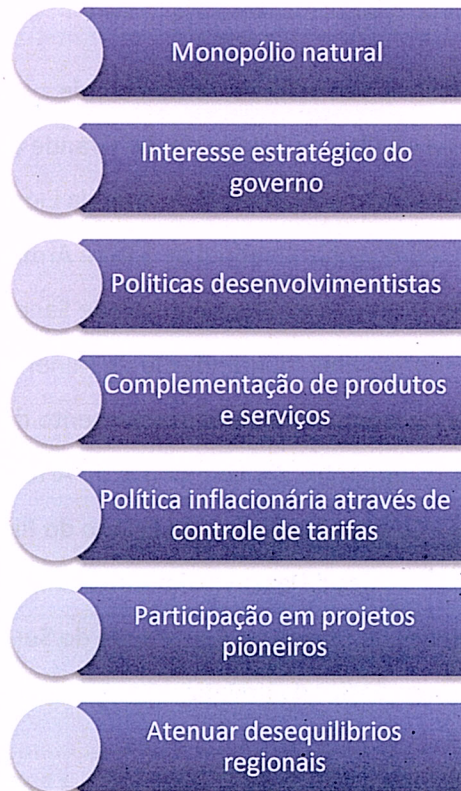 Monopólio natural
Interesse estratégico do
governo
Politicas desenvolvimentistas
Complementação de produtos
e serviços
Política inflacionária através de
controle de tarifas
Participação em projetos
pioneiros
Atenuar desequilibrios
regionais